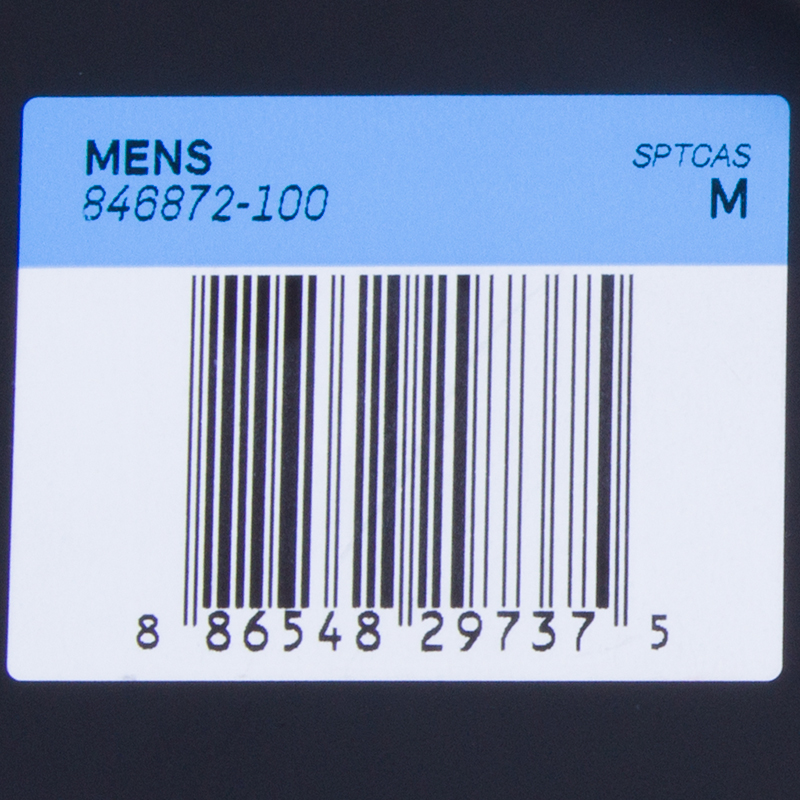 MENS
846872-100
SPTCAS
M
8 86548 29737 5